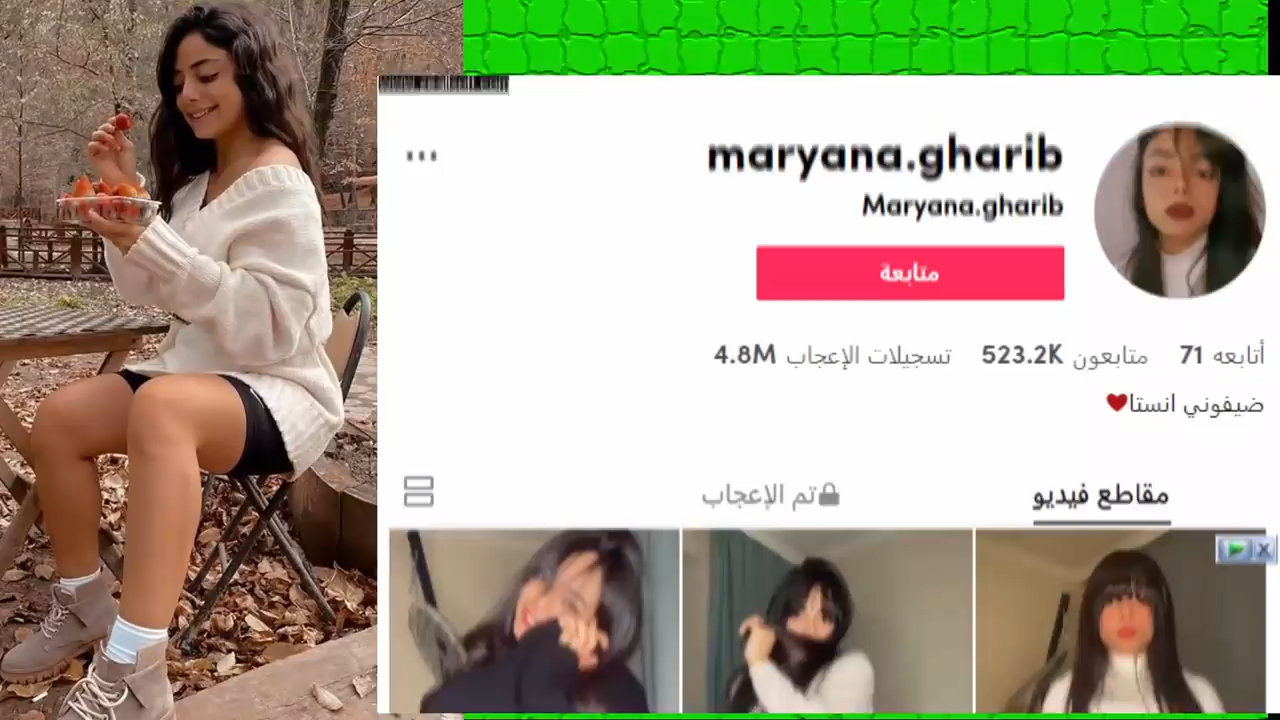 maryana.gharib
Maryana.gharib
متابعة
أتابعه 71 متابعون 523.2K تسجيلات الإعجاب 4.8M
ضيفوني انستا❤
مقاطع فيديو تم الإعجاب